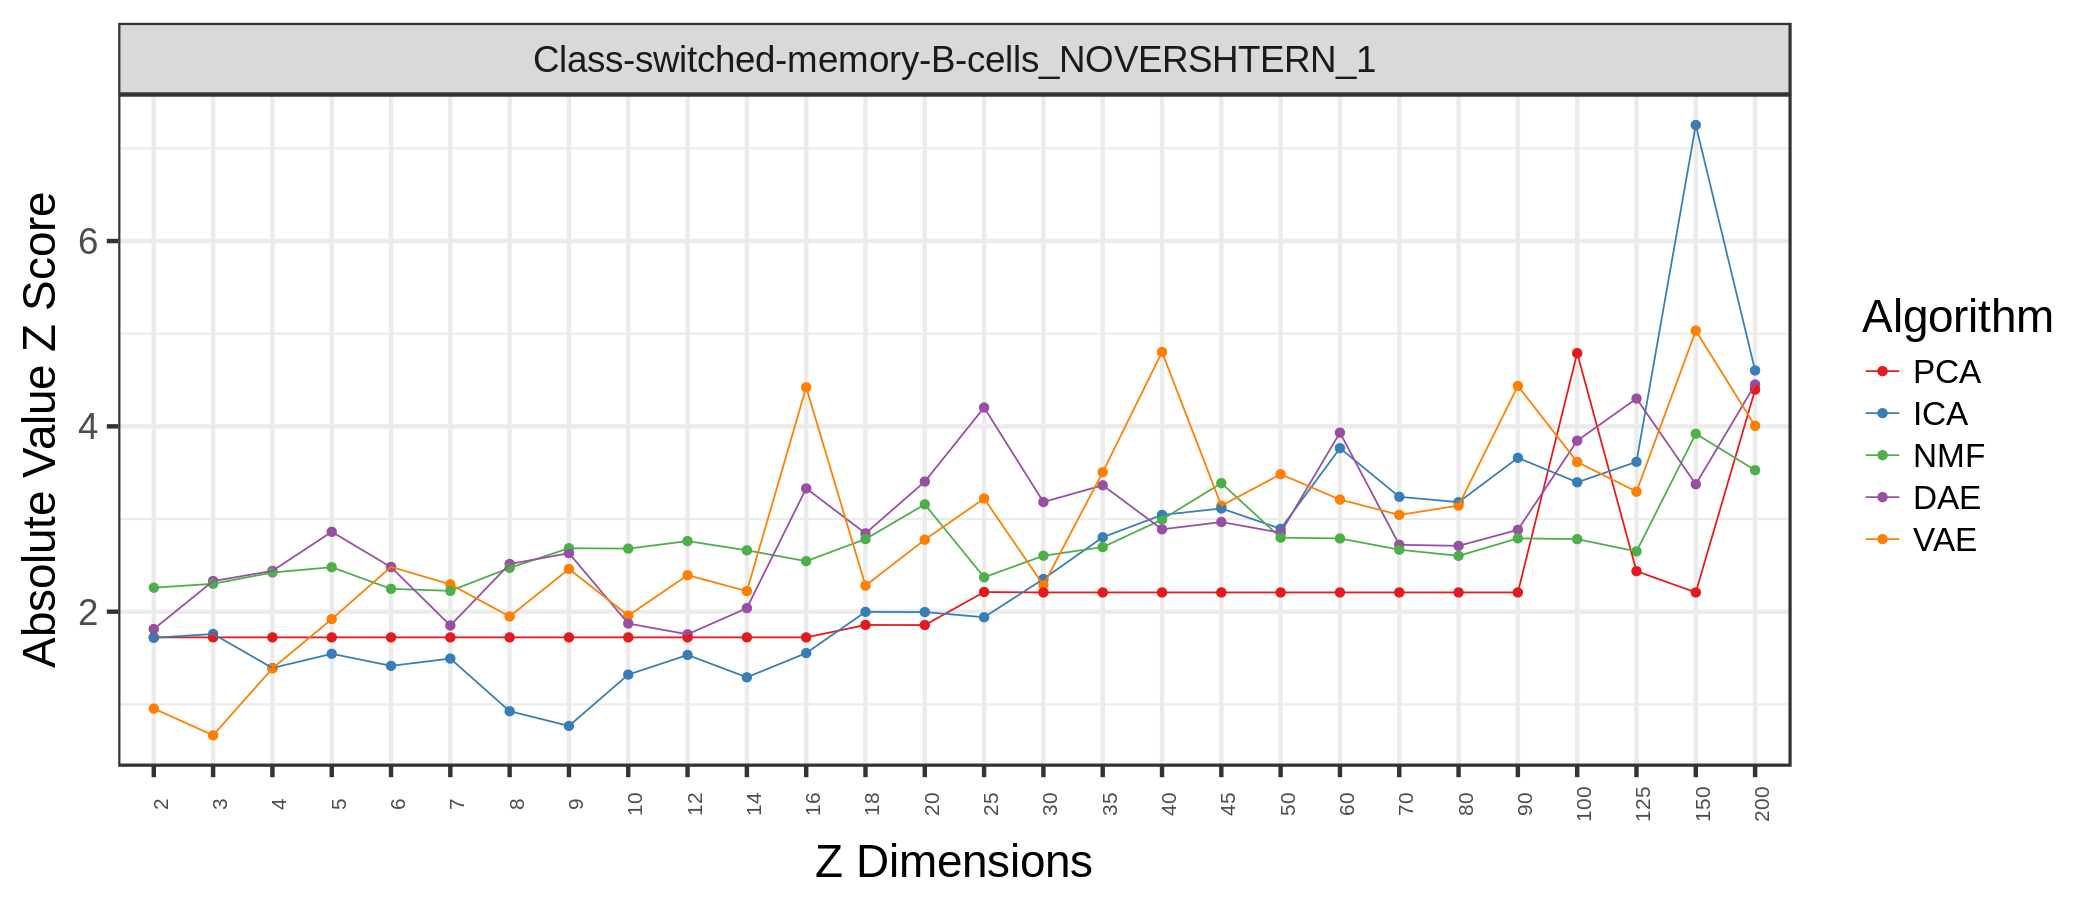 Class-switched-memory-B-cells_NOVERSHTERN_1
Absolute Value Z Score
6
4
2
2 3 4 5 6 7 8 9 10 12 14 16 18 20 25 30 35 40 45 50 60 70 80 90 100 125 150 200
Z Dimensions
Algorithm
PCA
ICA
NMF
DAE
VAE